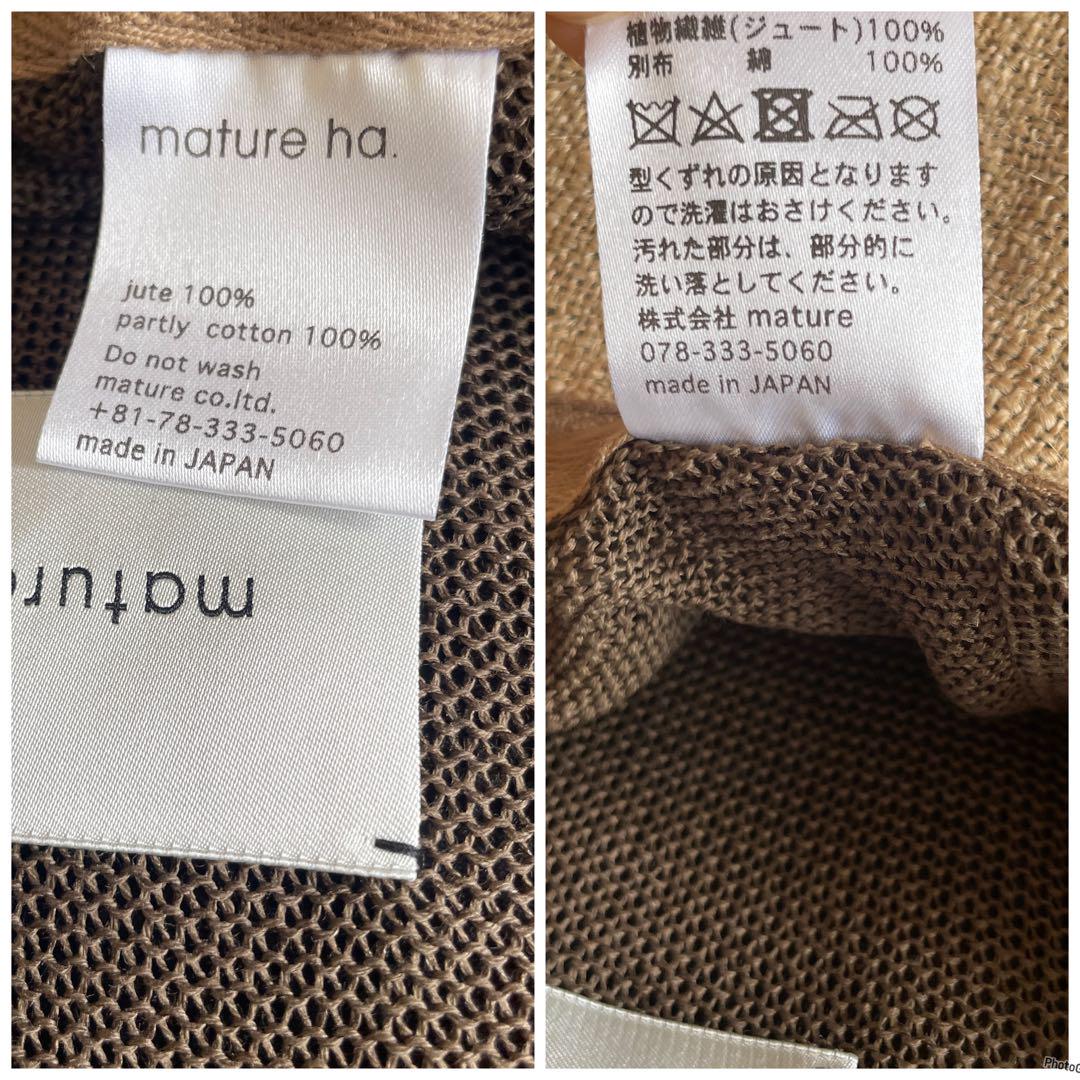 mature ha.
jute 100%
partly cotton 100%
Do not wash
mature co.ltd.
+81-78-333-5060
made in JAPAN
植物繊維(ジュート)100%
別布 綿 100%
型くずれの原因となります
ので洗濯はおさけください。
汚れた部分は、部分的に
洗い落としてください。
株式会社 mature
078-333-5060
made in JAPAN